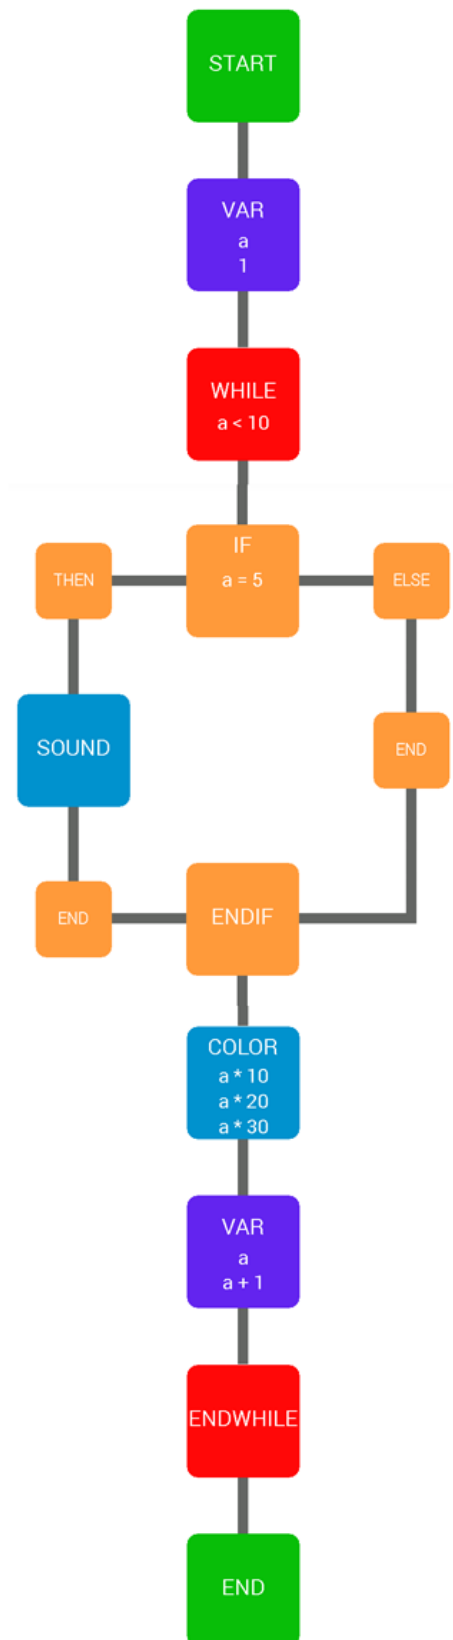 START
VAR
a
1
WHILE
a < 10
IF
a = 5
THEN
ELSE
SOUND
END
END
ENDIF
COLOR
a * 10
a * 20
a * 30
VAR
a
a + 1
ENDWHILE
END